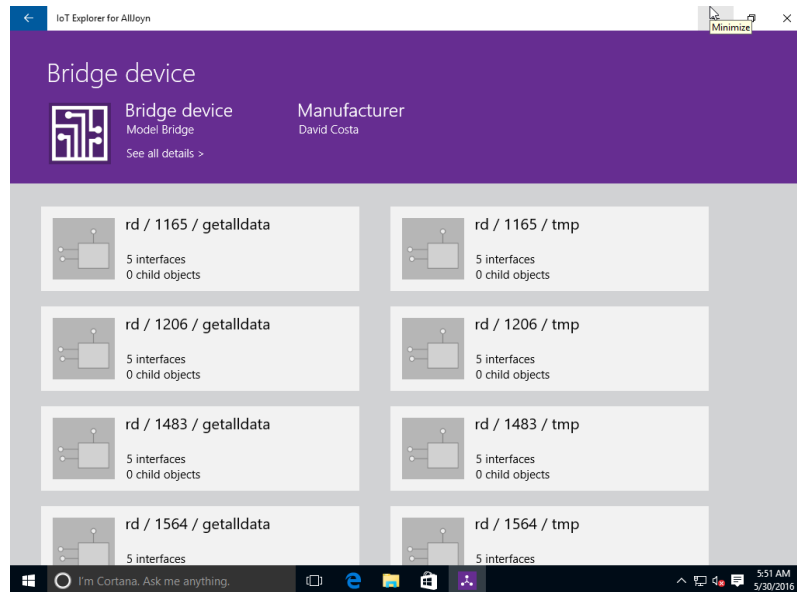 IoT Explorer for AllJoyn
Minimize
Bridge device
Bridge device
Model Bridge
See all details >
Manufacturer
David Costa
rd / 1165 / getalldata
5 interfaces
0 child objects
rd / 1165 / tmp
5 interfaces
0 child objects
rd / 1206 / getalldata
5 interfaces
0 child objects
rd / 1206 / tmp
5 interfaces
0 child objects
rd / 1483 / getalldata
5 interfaces
0 child objects
rd / 1483 / tmp
5 interfaces
0 child objects
rd / 1564 / getalldata
5 interfaces
rd / 1564 / tmp
5 interfaces
I'm Cortana. Ask me anything.
5:51 AM
5/30/2016